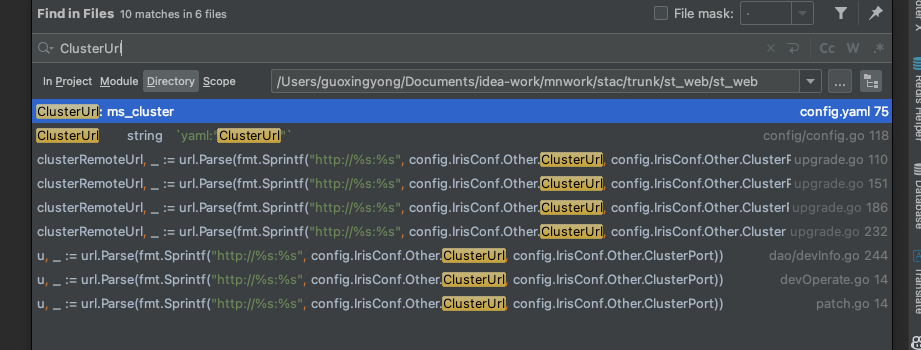 Find in Files 10 matches in 6 files File mask: .
ClusterUrl Cc W .*
In Project Module Directory Scope /Users/guoxingyong/Documents/idea-work/mnwork/stac/trunk/st_web/st_web ...
ClusterUrl: ms_cluster config.yaml 75
ClusterUrl string `yaml:"ClusterUrl"` config/config.go 118
clusterRemoteUrl, _ := url.Parse(fmt.Sprintf("http://%s:%s", config.IrisConf.Other.ClusterUrl, config.IrisConf.Other.ClusterP upgrade.go 110
clusterRemoteUrl, _ := url.Parse(fmt.Sprintf("http://%s:%s", config.IrisConf.Other.ClusterUrl, config.IrisConf.Other.ClusterP upgrade.go 151
clusterRemoteUrl, _ := url.Parse(fmt.Sprintf("http://%s:%s", config.IrisConf.Other.ClusterUrl, config.IrisConf.Other.ClusterP upgrade.go 186
clusterRemoteUrl, _ := url.Parse(fmt.Sprintf("http://%s:%s", config.IrisConf.Other.ClusterUrl, config.IrisConf.Other.Cluster upgrade.go 232
u, _ := url.Parse(fmt.Sprintf("http://%s:%s", config.IrisConf.Other.ClusterUrl, config.IrisConf.Other.ClusterPort)) dao/devInfo.go 244
u, _ := url.Parse(fmt.Sprintf("http://%s:%s", config.IrisConf.Other.ClusterUrl, config.IrisConf.Other.ClusterPort)) devOperate.go 14
u, _ := url.Parse(fmt.Sprintf("http://%s:%s", config.IrisConf.Other.ClusterUrl, config.IrisConf.Other.ClusterPort)) patch.go 14
Redis Helper
Database
Translate